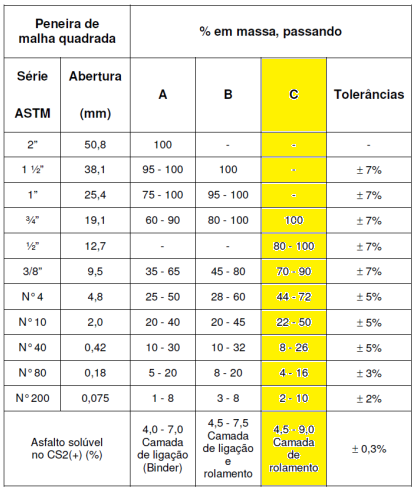 Peneira de malha quadrada | % em massa, passando
Série ASTM | Abertura (mm) | A | B | C | Tolerâncias
2" | 50,8 | 100 | - | - | -
1 ½" | 38,1 | 95 - 100 | 100 | - | ± 7%
1" | 25,4 | 75 - 100 | 95 - 100 | - | ± 7%
¾" | 19,1 | 60 - 90 | 80 - 100 | 100 | ± 7%
½" | 12,7 | - | - | 80 - 100 | ± 7%
3/8" | 9,5 | 35 - 65 | 45 - 80 | 70 - 90 | ± 7%
N° 4 | 4,8 | 25 - 50 | 28 - 60 | 44 - 72 | ± 5%
N° 10 | 2,0 | 20 - 40 | 20 - 45 | 22 - 50 | ± 5%
N° 40 | 0,42 | 10 - 30 | 10 - 32 | 8 - 26 | ± 5%
N° 80 | 0,18 | 5 - 20 | 8 - 20 | 4 - 16 | ± 3%
N° 200 | 0,075 | 1 - 8 | 3 - 8 | 2 - 10 | ± 2%
Asfalto solúvel no CS2(+) (%) | 4,0 - 7,0 Camada de ligação (Binder) | 4,5 - 7,5 Camada de ligação e rolamento | 4,5 - 9,0 Camada de rolamento | ± 0,3%